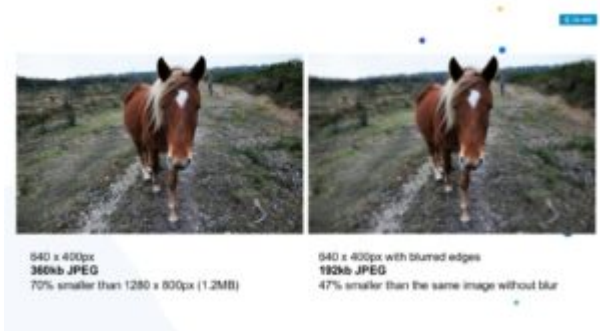 640 x 400px
360kb JPEG
70% smaller than 1280 x 800px (1.2MB)
640 x 400px with blurred edges
192kb JPEG
47% smaller than the same image without blur